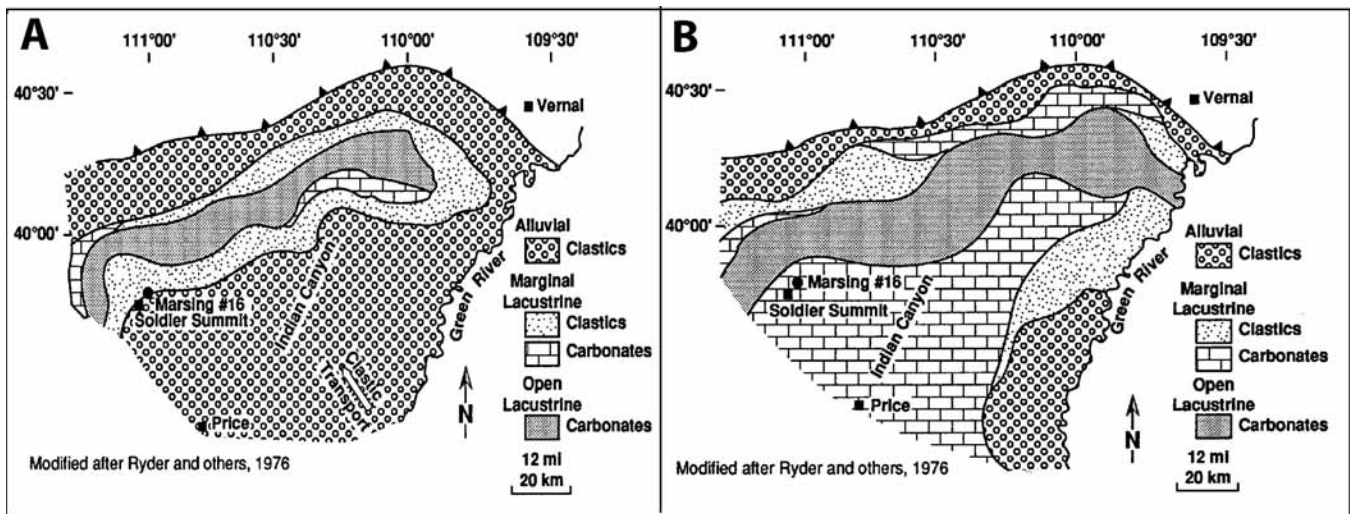 A
111°00'
110°30'
110°00'
109°30'
40°30'
Vernal
40°00'
Marsing #16
Soldier Summit
Indian Canyon
Green River
Clastic
Transport
Price
N
Alluvial
Clastics
Marginal
Lacustrine
Clastics
Carbonates
Open
Lacustrine
Carbonates
12 mi
20 km
Modified after Ryder and others, 1976
B
111°00'
110°30'
110°00'
109°30'
40°30'
Vernal
40°00'
Marsing #16
Soldier Summit
Indian Canyon
Green River
Price
N
Alluvial
Clastics
Marginal
Lacustrine
Clastics
Carbonates
Open
Lacustrine
Carbonates
12 mi
20 km
Modified after Ryder and others, 1976